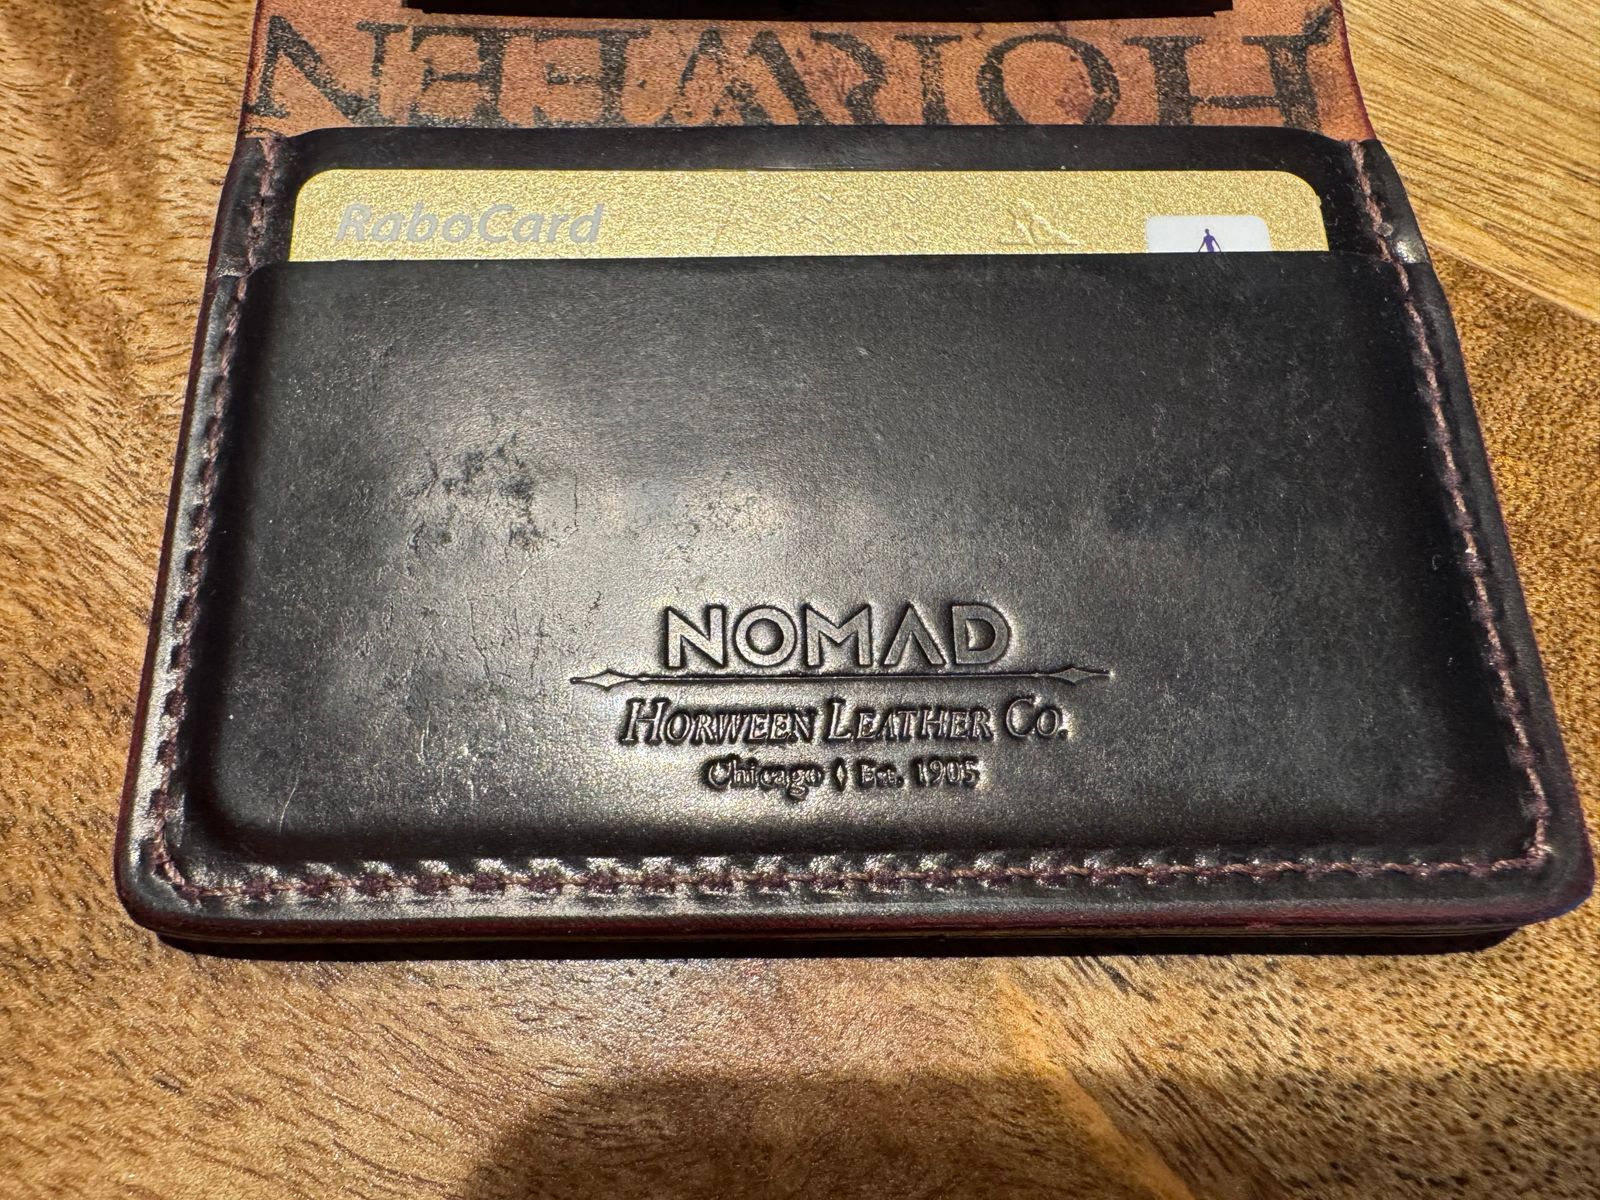 HORWEEN
RaboCard
NOMAD
HORWEEN LEATHER CO.
Chicago ◊ Est. 1905